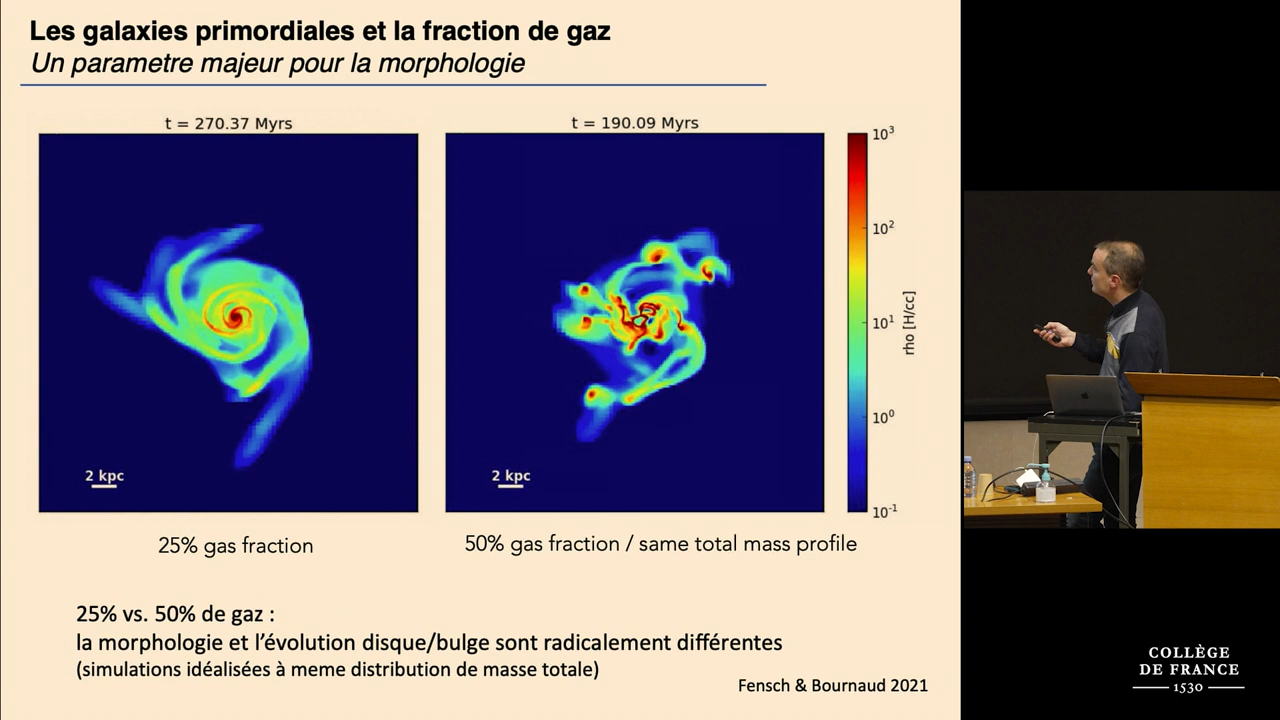 Les galaxies primordiales et la fraction de gaz
Un parametre majeur pour la morphologie
t = 270.37 Myrs
t = 190.09 Myrs
10³
10²
10¹
10⁰
10⁻¹
rho [H/cc]
2 kpc
2 kpc
25% gas fraction
50% gas fraction / same total mass profile
25% vs. 50% de gaz :
la morphologie et l’évolution disque/bulge sont radicalement différentes
(simulations idéalisées à meme distribution de masse totale)
Fensch & Bournaud 2021
COLLÈGE
DE FRANCE
1530